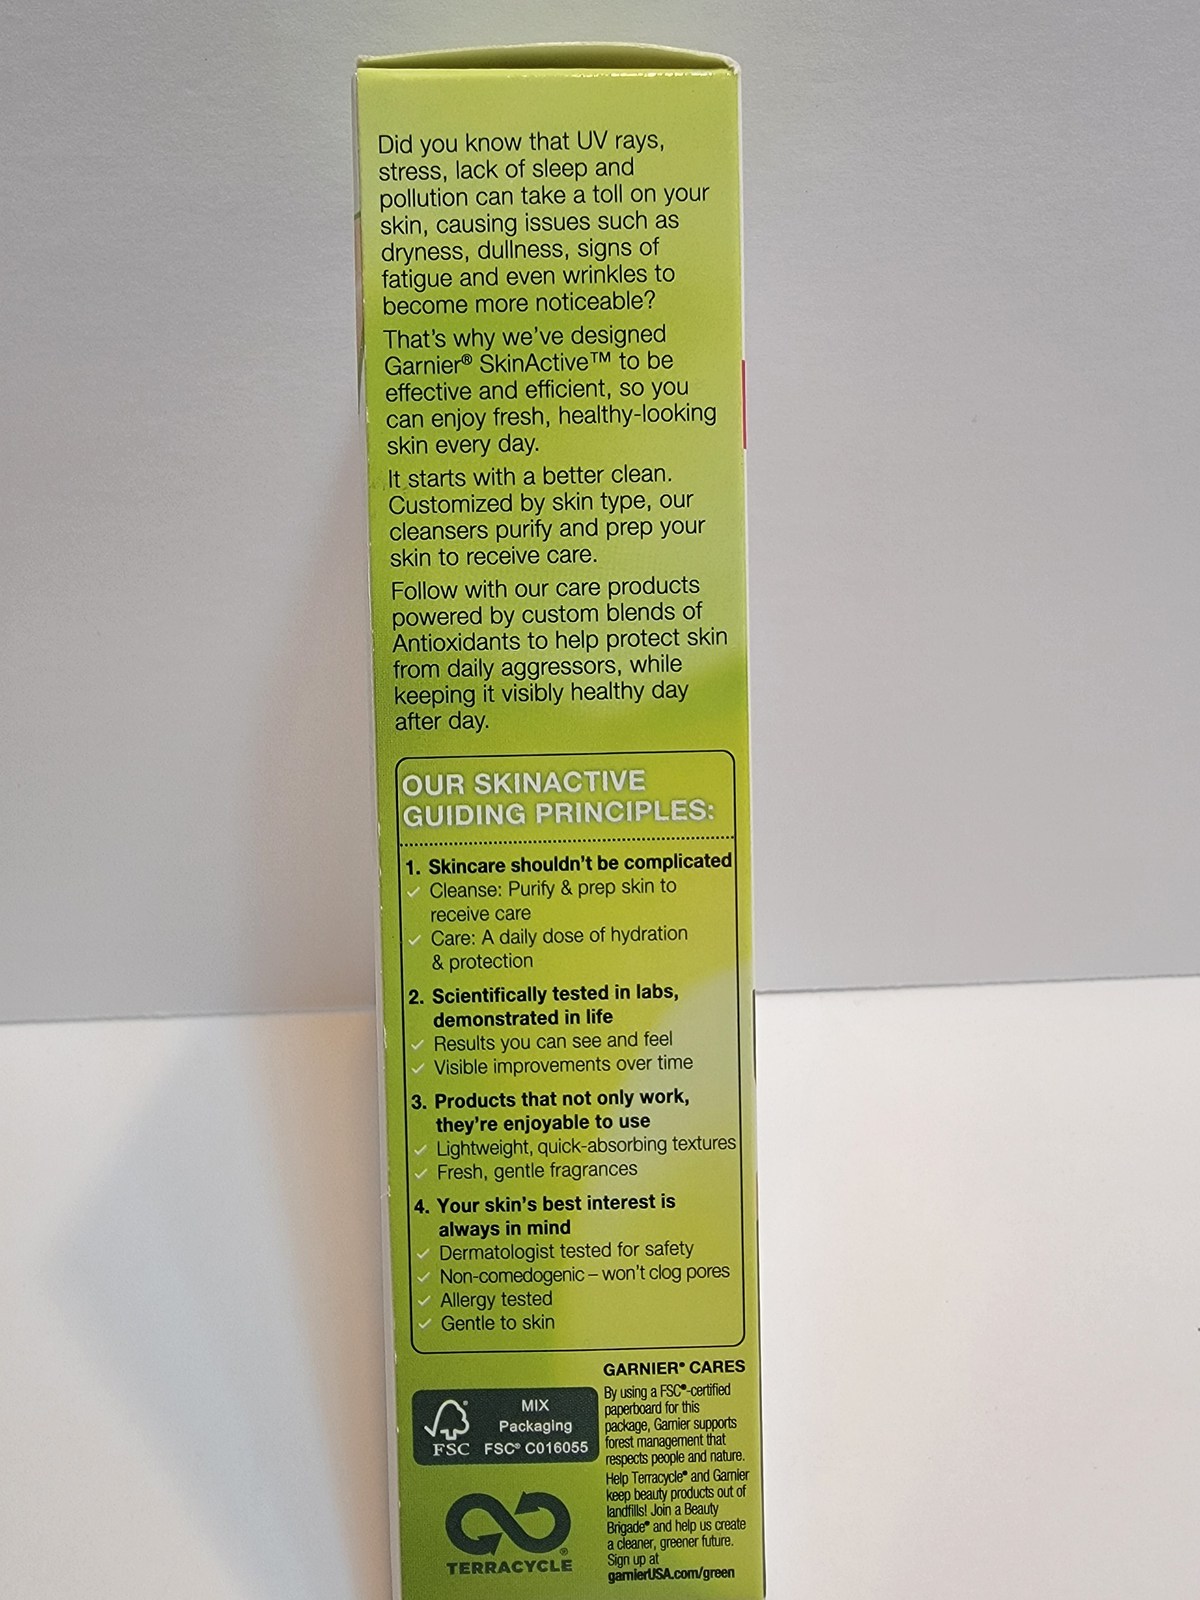 Did you know that UV rays,
stress, lack of sleep and
pollution can take a toll on your
skin, causing issues such as
dryness, dullness, signs of
fatigue and even wrinkles to
become more noticeable?
That's why we've designed
Garnier® SkinActive™ to be
effective and efficient, so you
can enjoy fresh, healthy-looking
skin every day.
It starts with a better clean.
Customized by skin type, our
cleansers purify and prep your
skin to receive care.
Follow with our care products
powered by custom blends of
Antioxidants to help protect skin
from daily aggressors, while
keeping it visibly healthy day
after day.
OUR SKINACTIVE
GUIDING PRINCIPLES:
1. Skincare shouldn't be complicated
✓ Cleanse: Purify & prep skin to
receive care
✓ Care: A daily dose of hydration
& protection
2. Scientifically tested in labs,
demonstrated in life
✓ Results you can see and feel
✓ Visible improvements over time
3. Products that not only work,
they're enjoyable to use
✓ Lightweight, quick-absorbing textures
✓ Fresh, gentle fragrances
4. Your skin's best interest is
always in mind
✓ Dermatologist tested for safety
✓ Non-comedogenic – won't clog pores
✓ Allergy tested
✓ Gentle to skin
FSC
MIX
Packaging
FSC® C016055
TERRACYCLE®
GARNIER® CARES
By using a FSC®-certified
paperboard for this
package, Garnier supports
forest management that
respects people and nature.
Help Terracycle® and Garnier
keep beauty products out of
landfills! Join a Beauty
Brigade® and help us create
a cleaner, greener future.
Sign up at
garnierUSA.com/green